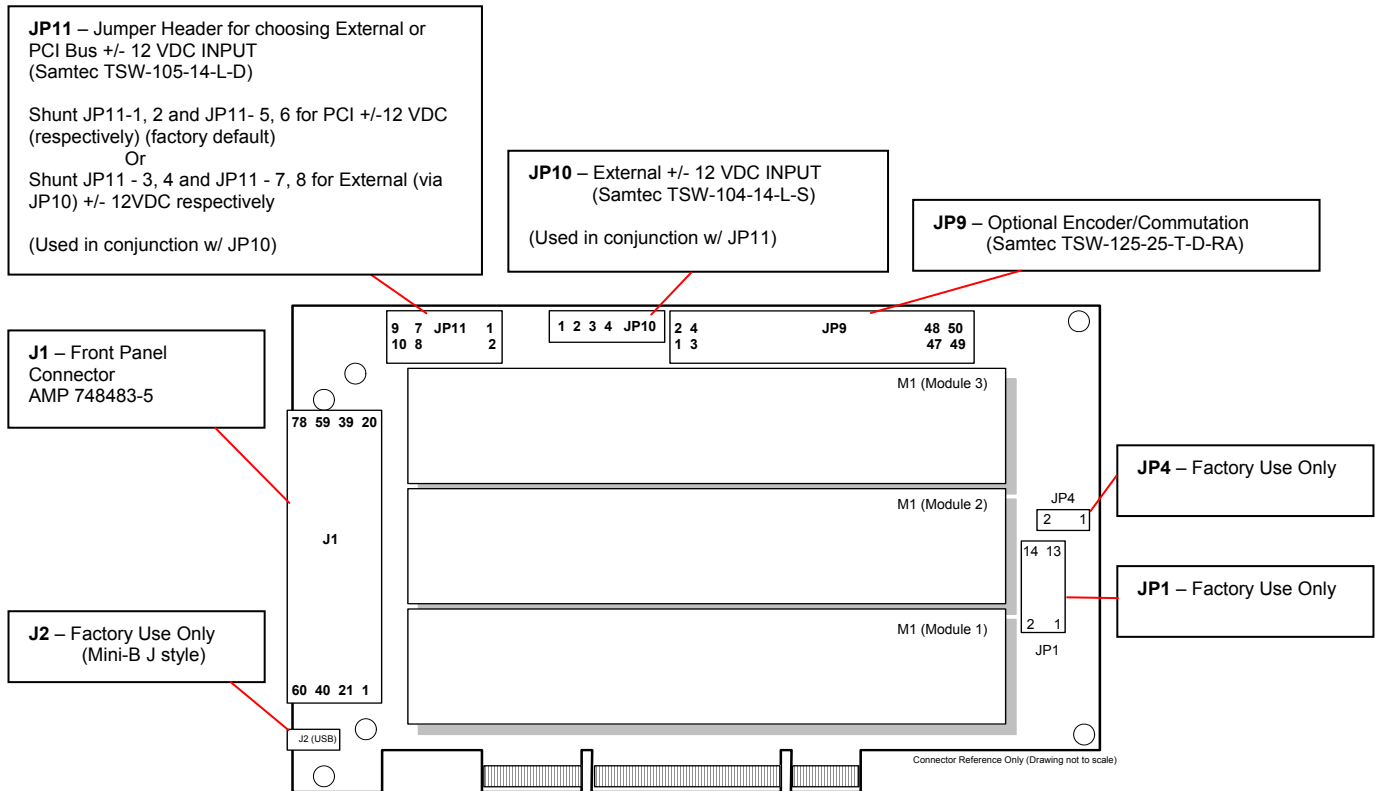 JP11 – Jumper Header for choosing External or
PCI Bus +/- 12 VDC INPUT
(Samtec TSW-105-14-L-D)
Shunt JP11-1, 2 and JP11- 5, 6 for PCI +/-12 VDC
(respectively) (factory default)
Or
Shunt JP11 - 3, 4 and JP11 - 7, 8 for External (via
JP10) +/- 12VDC respectively
(Used in conjunction w/ JP10)
JP10 – External +/- 12 VDC INPUT
(Samtec TSW-104-14-L-S)
(Used in conjunction w/ JP11)
JP9 – Optional Encoder/Commutation
(Samtec TSW-125-25-T-D-RA)
J1 – Front Panel
Connector
AMP 748483-5
9 7 JP11 1
10 8 2
1 2 3 4 JP10
2 4 JP9 48 50
1 3 47 49
M1 (Module 3)
78 59 39 20
J1
60 40 21 1
M1 (Module 2)
M1 (Module 1)
JP4
2 1
14 13
2 1
JP1
JP4 – Factory Use Only
JP1 – Factory Use Only
J2 – Factory Use Only
(Mini-B J style)
J2 (USB)
Connector Reference Only (Drawing not to scale)